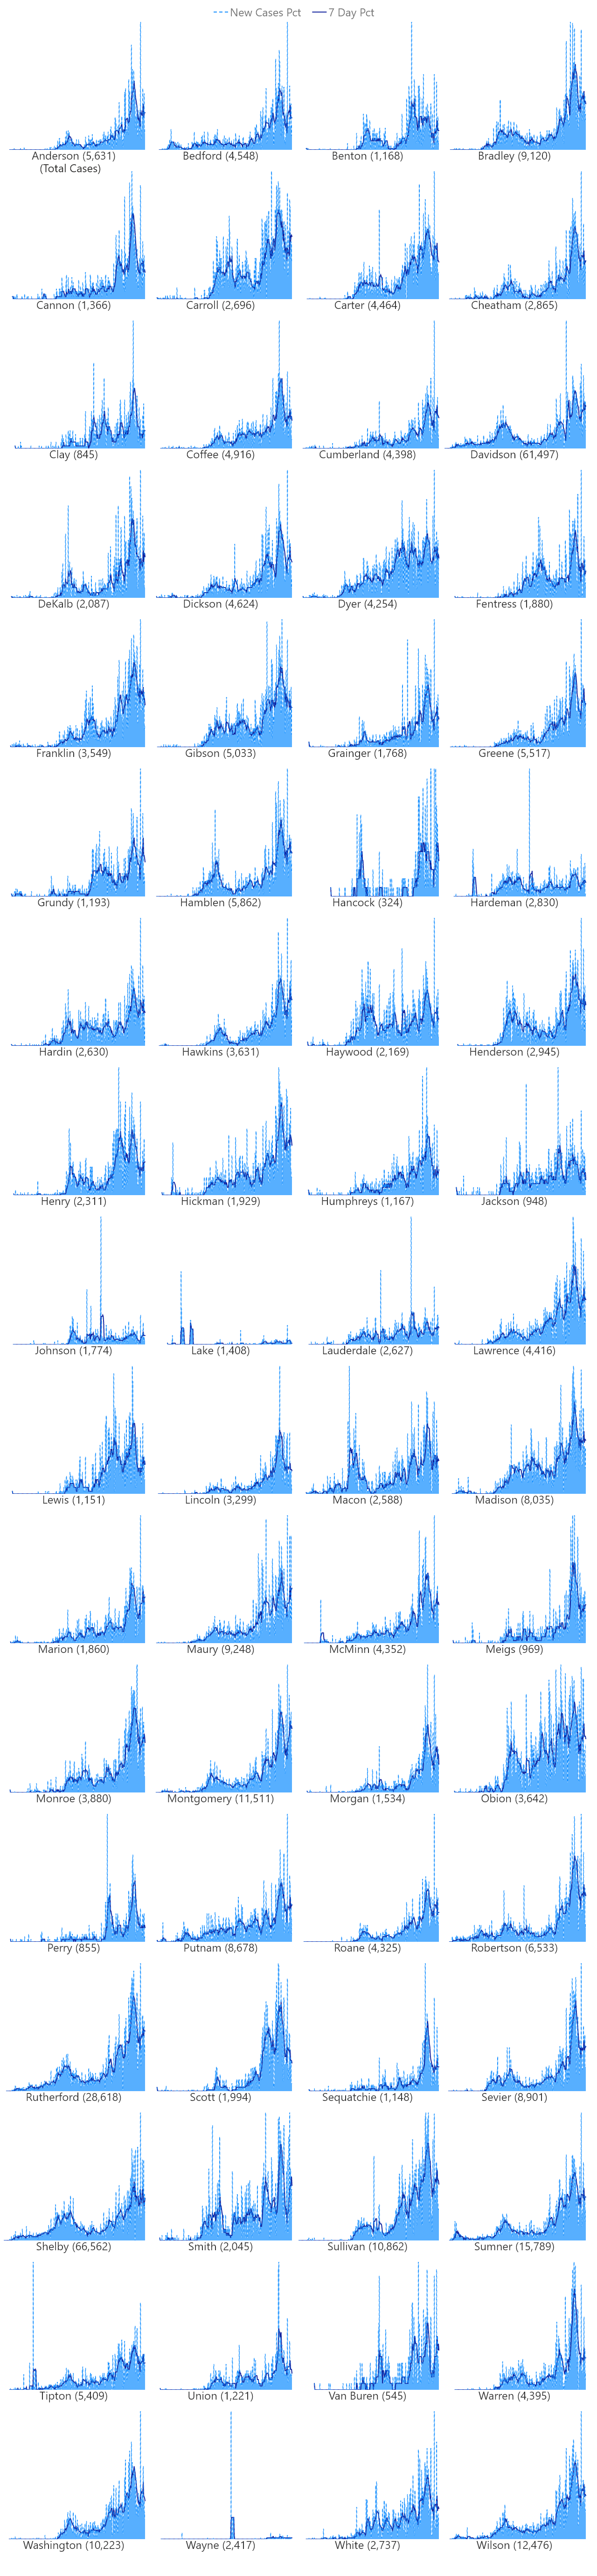 New Cases Pct 7 Day Pct
Anderson (5,631) Bedford (4,548) Benton (1,168) Bradley (9,120)
(Total Cases)
Cannon (1,366) Carroll (2,696) Carter (4,464) Cheatham (2,865)
Clay (845) Coffee (4,916) Cumberland (4,398) Davidson (61,497)
DeKalb (2,087) Dickson (4,624) Dyer (4,254) Fentress (1,880)
Franklin (3,549) Gibson (5,033) Grainger (1,768) Greene (5,517)
Grundy (1,193) Hamblen (5,862) Hancock (324) Hardeman (2,830)
Hardin (2,630) Hawkins (3,631) Haywood (2,169) Henderson (2,945)
Henry (2,311) Hickman (1,929) Humphreys (1,167) Jackson (948)
Johnson (1,774) Lake (1,408) Lauderdale (2,627) Lawrence (4,416)
Lewis (1,151) Lincoln (3,299) Macon (2,588) Madison (8,035)
Marion (1,860) Maury (9,248) McMinn (4,352) Meigs (969)
Monroe (3,880) Montgomery (11,511) Morgan (1,534) Obion (3,642)
Perry (855) Putnam (8,678) Roane (4,325) Robertson (6,533)
Rutherford (28,618) Scott (1,994) Sequatchie (1,148) Sevier (8,901)
Shelby (66,562) Smith (2,045) Sullivan (10,862) Sumner (15,789)
Tipton (5,409) Union (1,221) Van Buren (545) Warren (4,395)
Washington (10,223) Wayne (2,417) White (2,737) Wilson (12,476)